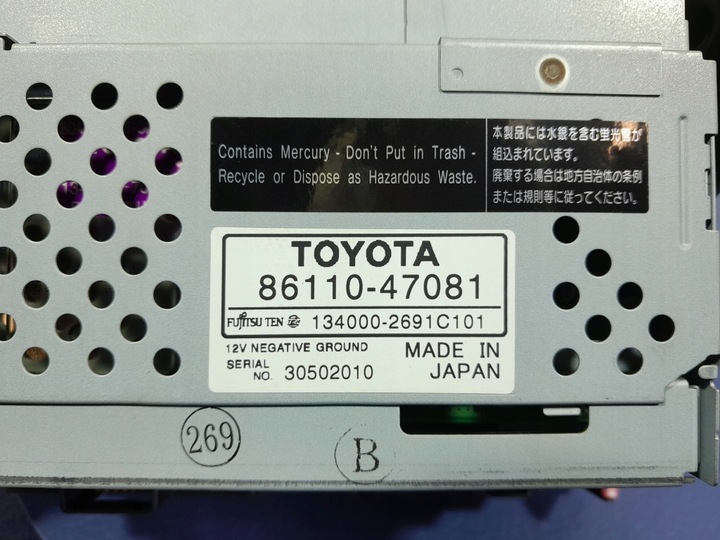 Contains Mercury - Don't Put in Trash -
Recycle or Dispose as Hazardous Waste.
本製品には水銀を含む蛍光管が
組込まれています。
廃棄する場合は地方自治体の条例
または規則等に従ってください。
TOYOTA
86110-47081
FUJITSU TEN 134000-2691C101
12V NEGATIVE GROUND
SERIAL NO. 30502010
MADE IN
JAPAN
269
B